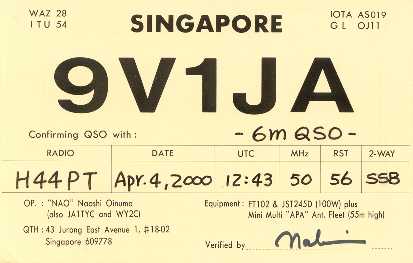 WAZ 28
ITU 54
SINGAPORE
IOTA AS019
GL OJ11
9V1JA
Confirming QSO with : - 6m QSO -
RADIO DATE UTC MHz RST 2-WAY
H44PT Apr. 4, 2000 12:43 50 56 SSB
OP. : "NAO" Naoshi Oinuma
(also JA1TYC and WY2C)
Equipment : FT102 & JST245D (100W) plus
Mini Multi "APA" Ant. Fleet (55m high)
QTH : 43 Jurong East Avenue 1, #18-02
Singapore 609778
Verified by